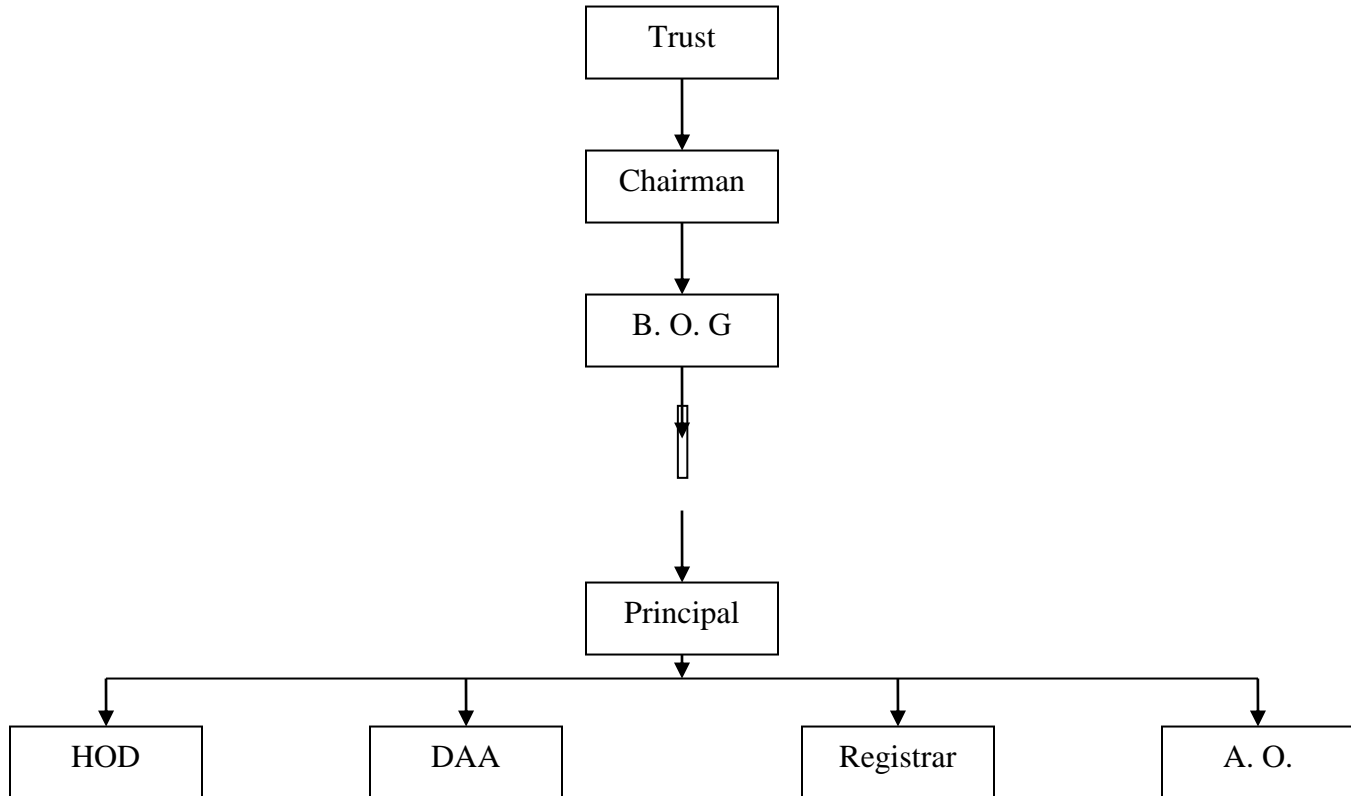 Trust
Chairman
B. O. G
Principal
HOD
DAA
Registrar
A. O.